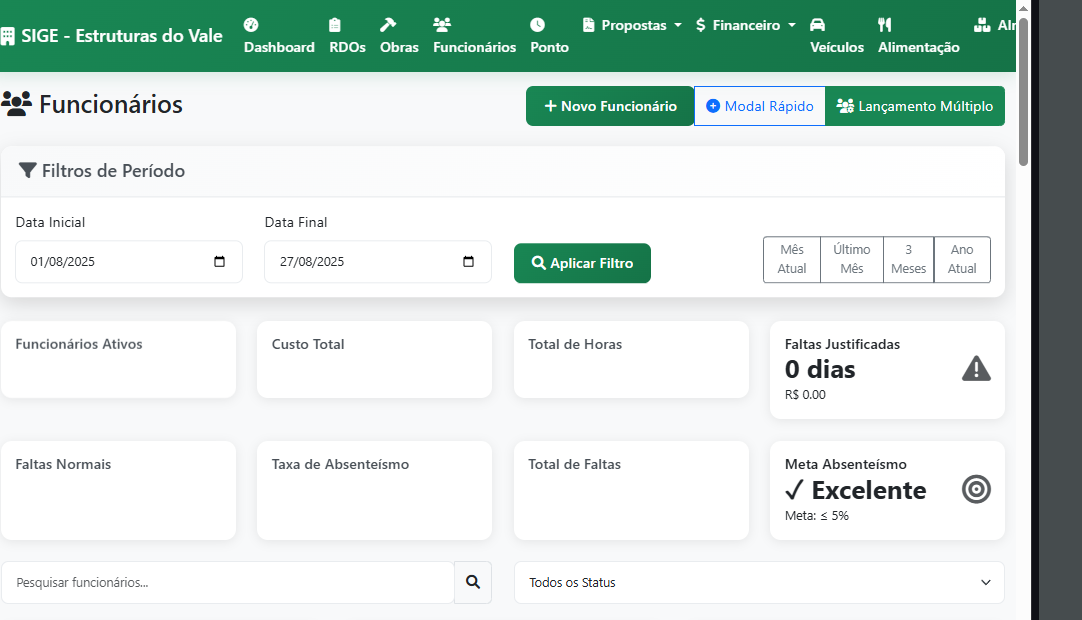 SIGE - Estruturas do Vale
Dashboard
RDOs
Obras
Funcionários
Ponto
Propostas
$ Financeiro
Veículos
Alimentação
Funcionários
+ Novo Funcionário
Modal Rápido
Lançamento Múltiplo
Filtros de Período
Data Inicial
Data Final
01/08/2025
27/08/2025
Aplicar Filtro
Mês
Atual
Último
Mês
3
Meses
Ano
Atual
Funcionários Ativos
Custo Total
Total de Horas
Faltas Justificadas
0 dias
R$ 0.00
Faltas Normais
Taxa de Absenteísmo
Total de Faltas
Meta Absenteísmo
✓ Excelente
Meta: ≤ 5%
Pesquisar funcionários...
Todos os Status